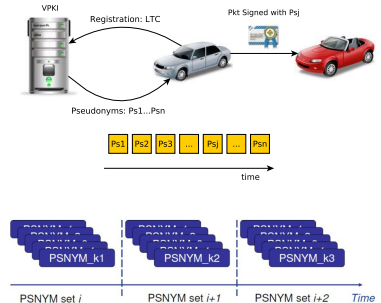 VPKI
Registration: LTC
Pkt Signed with Psj
Pseudonyms: Ps1...Psn
Ps1 Ps2 Ps3 ... Psj ... Psn
time
PSNYM_k1 PSNYM_k2 PSNYM_k3
PSNYM set i PSNYM set i+1 PSNYM set i+2 Time